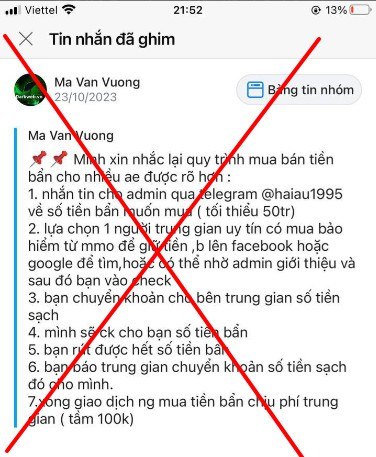 Viettel 21:52 13%
Tin nhắn đã ghim
Ma Van Vuong
23/10/2023
Bảng tin nhóm
Ma Van Vuong
Mình xin nhắc lại quy trình mua bán tiền
bẩn cho nhiều ae được rõ hơn :
1. nhắn tin cho admin qua telegram @haiau1995
về số tiền bẩn muốn mua ( tối thiểu 50tr)
2. lựa chọn 1 người trung gian uy tín có mua bảo
hiểm từ mmo để giữ tiền ,b lên facebook hoặc
google để tìm,hoặc có thể nhờ admin giới thiệu và
sau đó bạn vào check
3. bạn chuyển khoản cho bên trung gian số tiền
sạch
4. mình sẽ ck cho bạn số tiền bẩn
5. bạn rút được hết số tiền bẩn
6. bạn báo trung gian chuyển khoản số tiền sạch
đó cho mình.
7.xong giao dịch ng mua tiền bẩn chịu phí trung
gian ( tầm 100k)